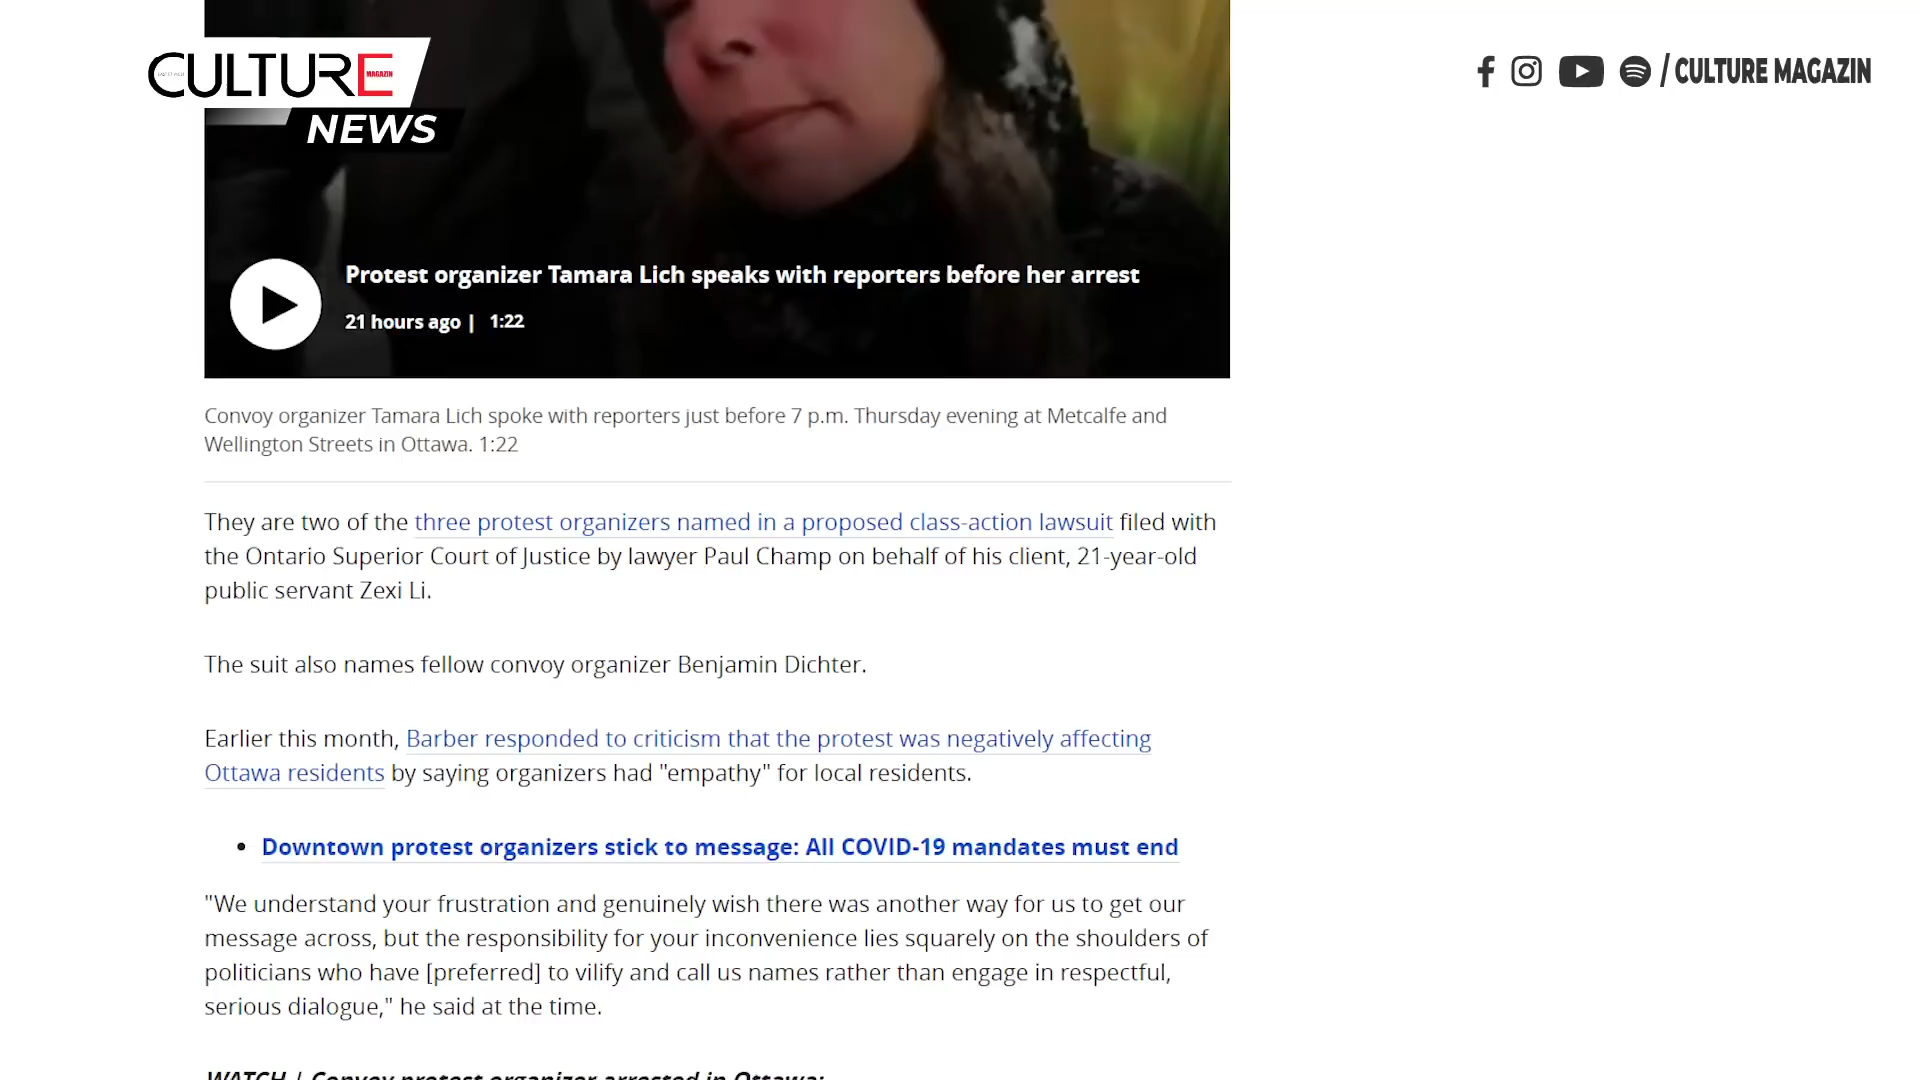 CULTURE
MAGAZIN
NEWS
/ CULTURE MAGAZIN
Protest organizer Tamara Lich speaks with reporters before her arrest
21 hours ago | 1:22
Convoy organizer Tamara Lich spoke with reporters just before 7 p.m. Thursday evening at Metcalfe and
Wellington Streets in Ottawa. 1:22
They are two of the three protest organizers named in a proposed class-action lawsuit filed with
the Ontario Superior Court of Justice by lawyer Paul Champ on behalf of his client, 21-year-old
public servant Zexi Li.
The suit also names fellow convoy organizer Benjamin Dichter.
Earlier this month, Barber responded to criticism that the protest was negatively affecting
Ottawa residents by saying organizers had "empathy" for local residents.
• Downtown protest organizers stick to message: All COVID-19 mandates must end
"We understand your frustration and genuinely wish there was another way for us to get our
message across, but the responsibility for your inconvenience lies squarely on the shoulders of
politicians who have [preferred] to vilify and call us names rather than engage in respectful,
serious dialogue," he said at the time.
WATCH | Convoy protest organizer arrested in Ottawa: